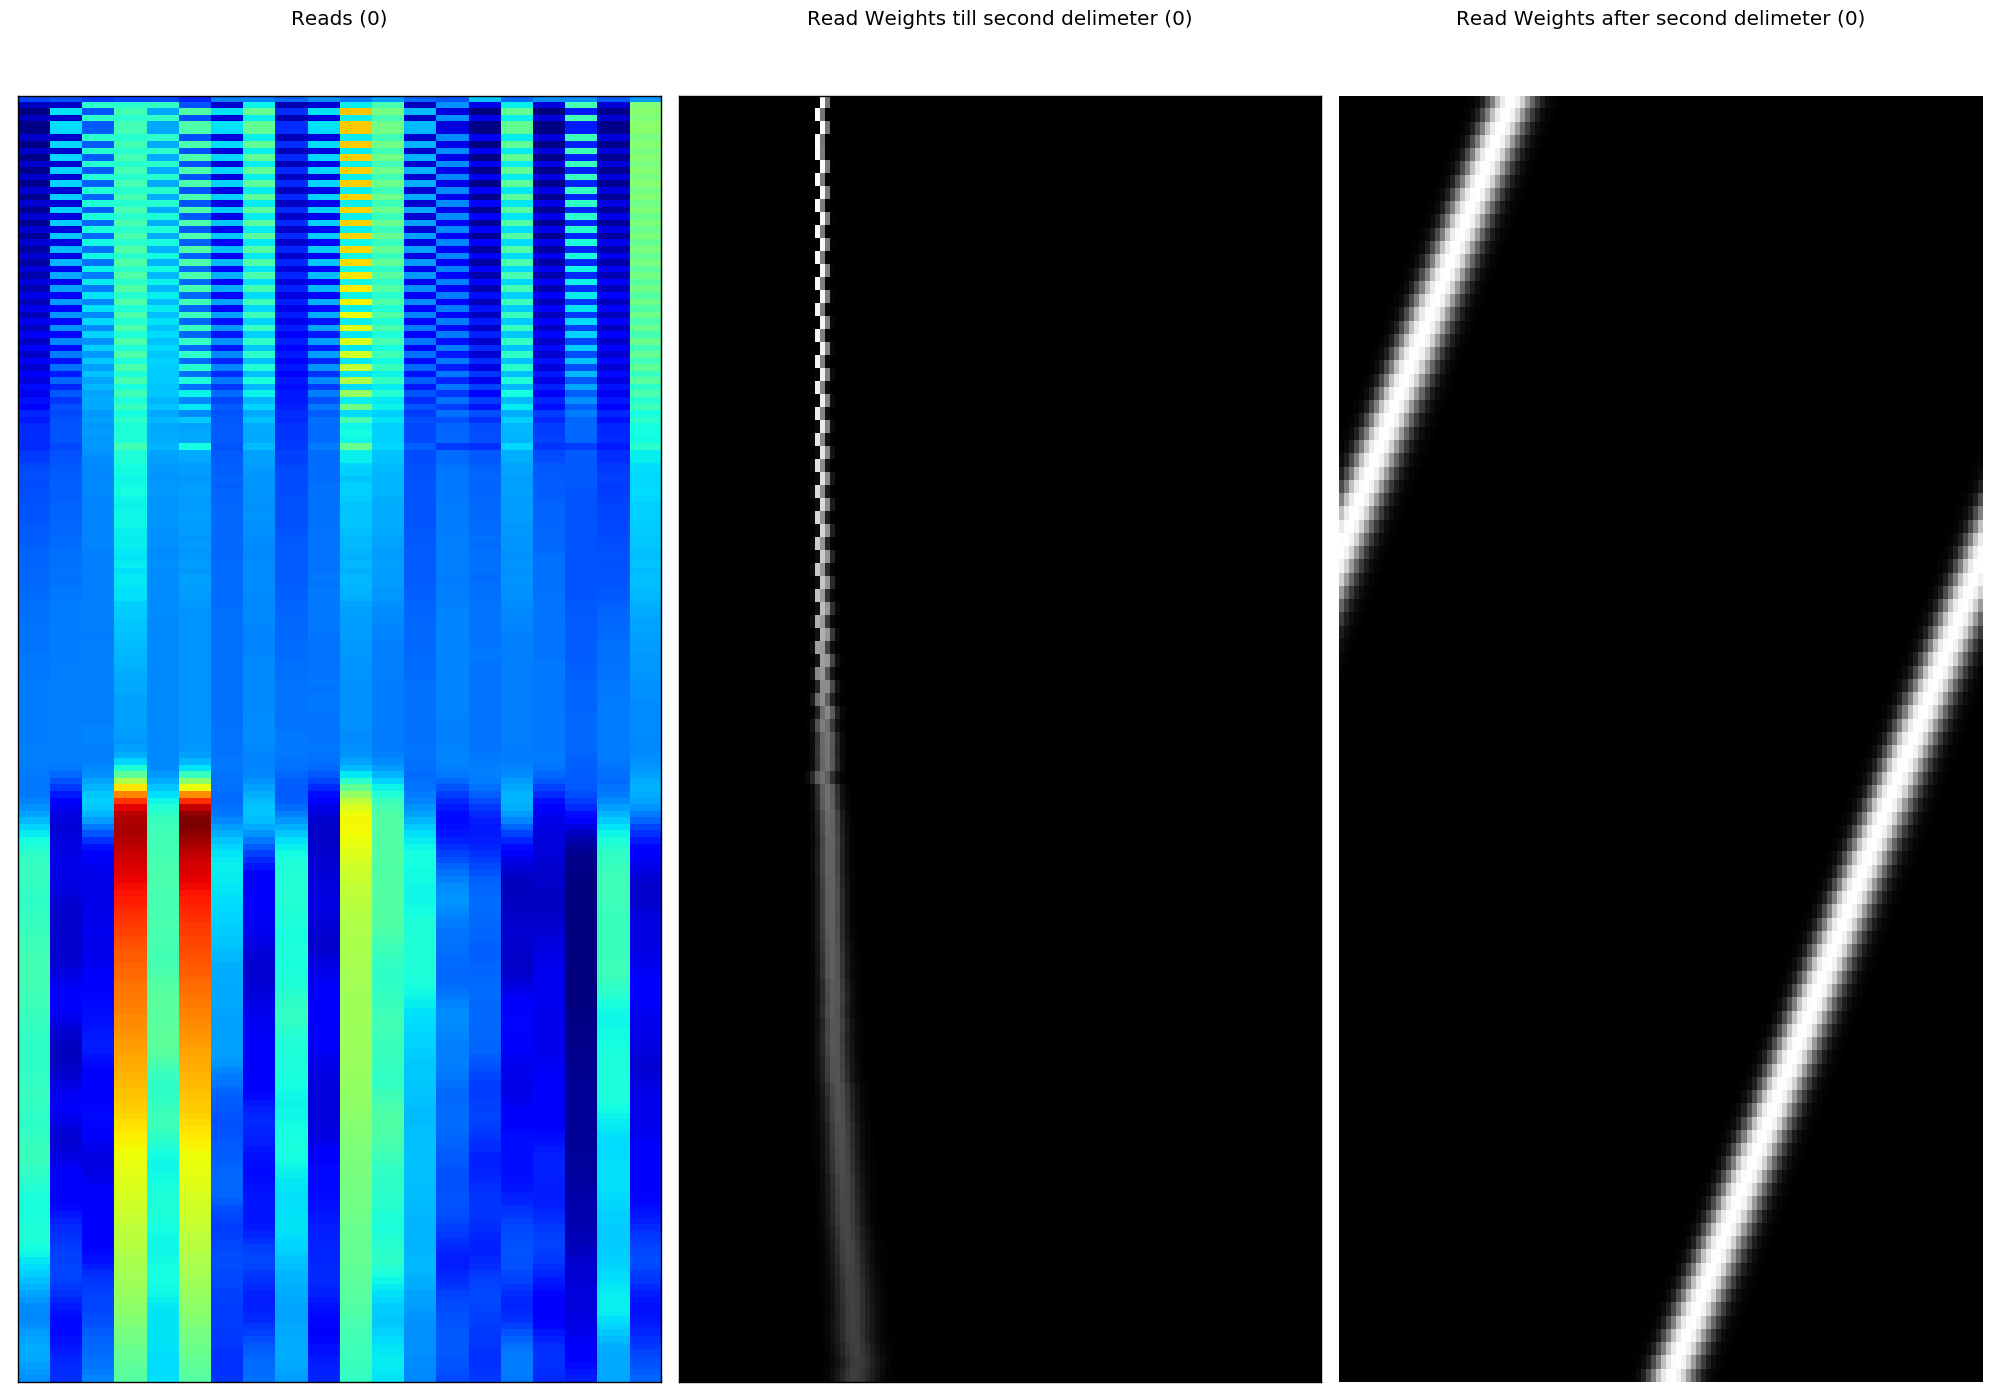 Reads (0)
Read Weights till second delimeter (0)
Read Weights after second delimeter (0)